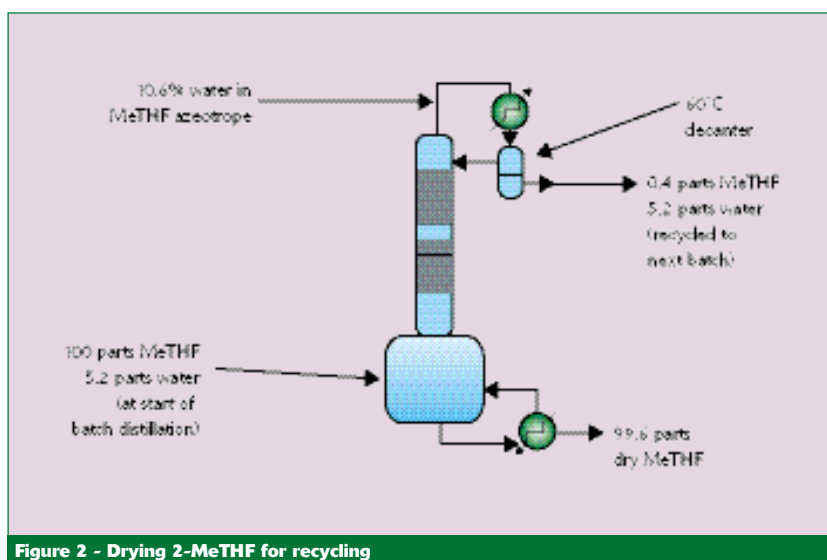 10.6% water in
MeTHF azeotrope
60°C
decanter
0.4 parts MeTHF
5.2 parts water
(recycled to
next batch)
100 parts MeTHF
5.2 parts water
(at start of
batch distillation)
99.6 parts
dry MeTHF
Figure 2 - Drying 2-MeTHF for recycling